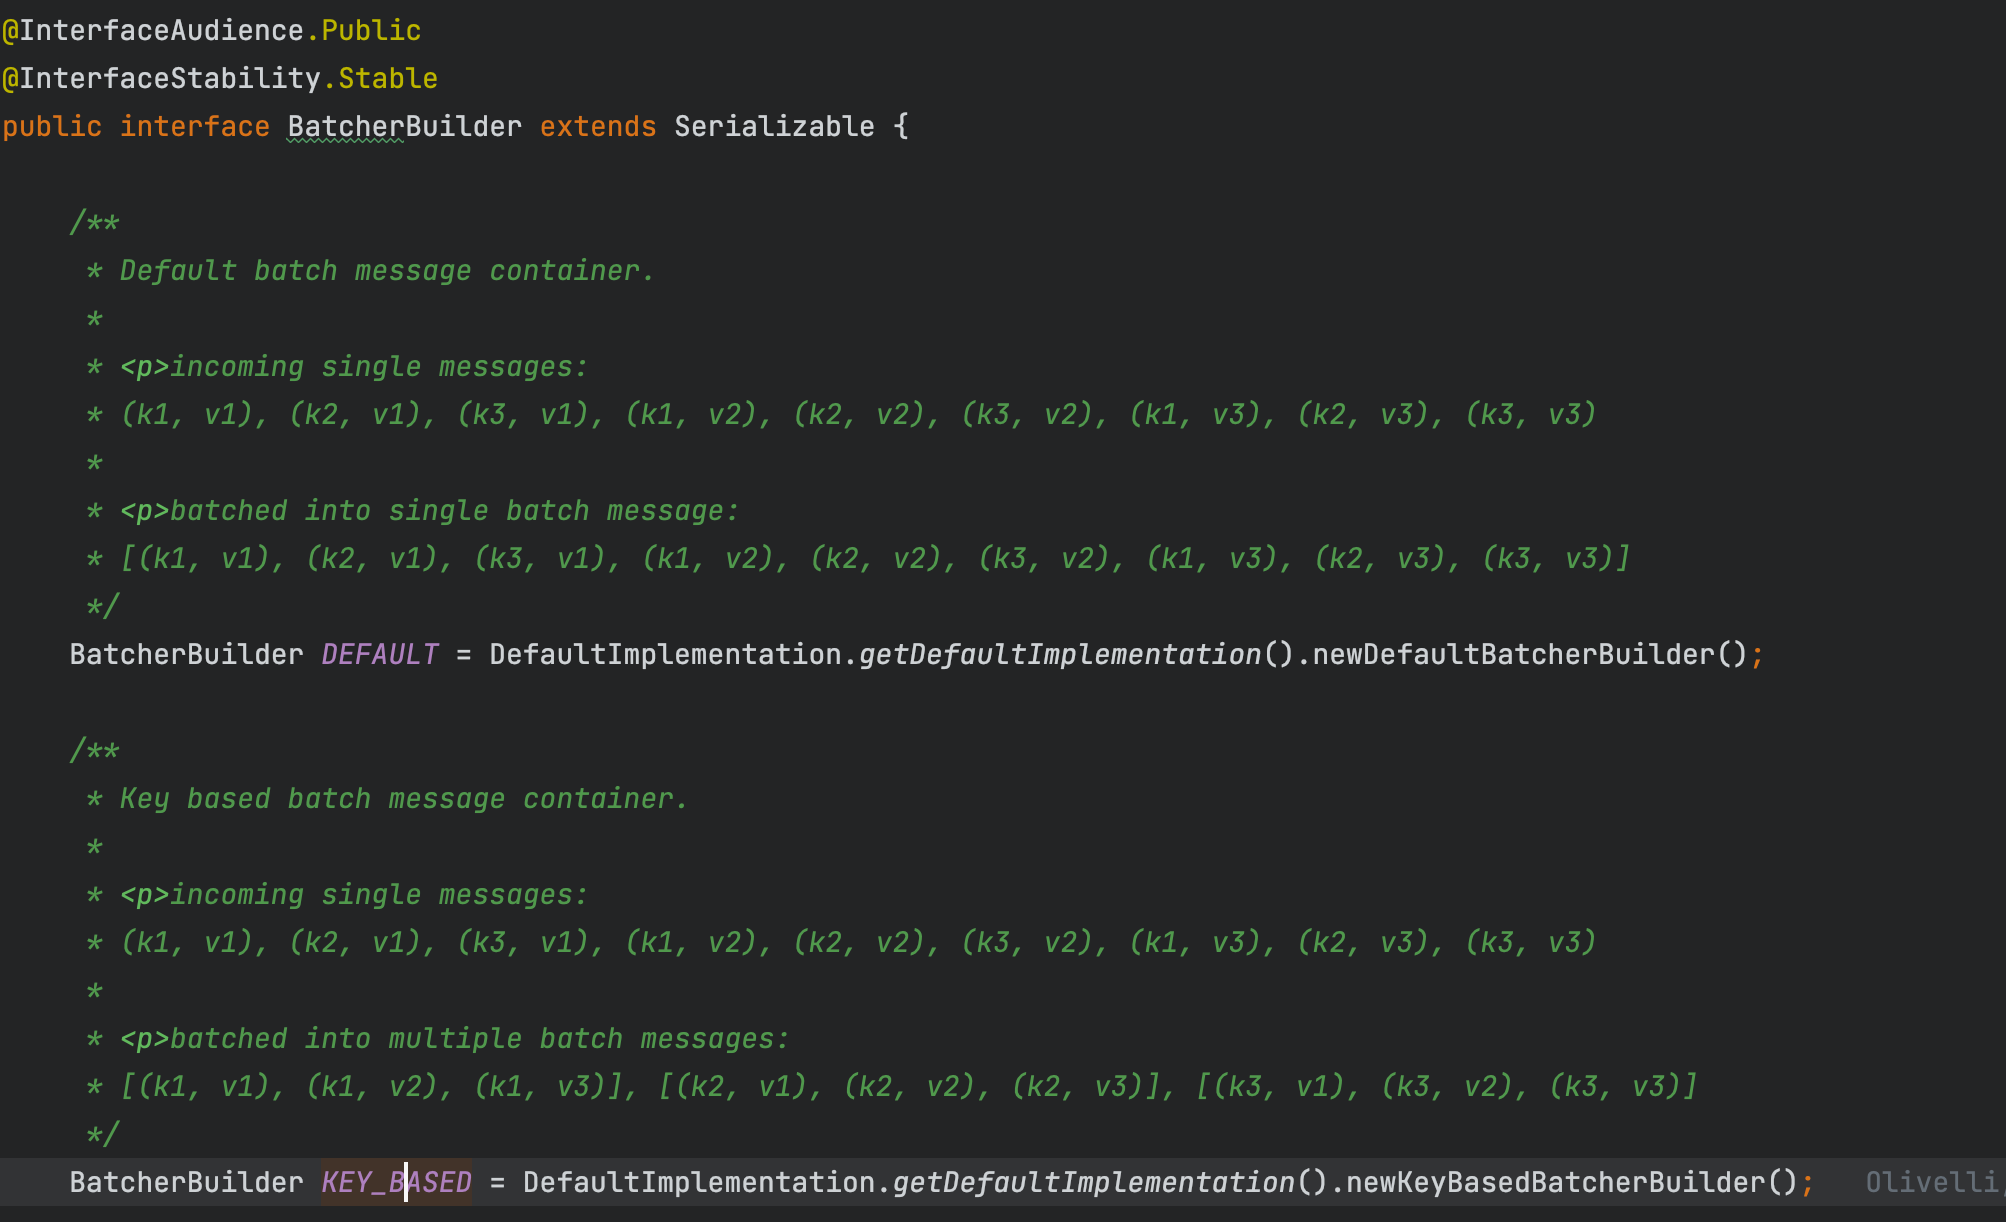 @InterfaceAudience.Public
@InterfaceStability.Stable
public interface BatcherBuilder extends Serializable {
/**
* Default batch message container.
*
* <p>incoming single messages:
* (k1, v1), (k2, v1), (k3, v1), (k1, v2), (k2, v2), (k3, v2), (k1, v3), (k2, v3), (k3, v3)
*
* <p>batched into single batch message:
* [(k1, v1), (k2, v1), (k3, v1), (k1, v2), (k2, v2), (k3, v2), (k1, v3), (k2, v3), (k3, v3)]
*/
BatcherBuilder DEFAULT = DefaultImplementation.getDefaultImplementation().newDefaultBatcherBuilder();
/**
* Key based batch message container.
*
* <p>incoming single messages:
* (k1, v1), (k2, v1), (k3, v1), (k1, v2), (k2, v2), (k3, v2), (k1, v3), (k2, v3), (k3, v3)
*
* <p>batched into multiple batch messages:
* [(k1, v1), (k1, v2), (k1, v3)], [(k2, v1), (k2, v2), (k2, v3)], [(k3, v1), (k3, v2), (k3, v3)]
*/
BatcherBuilder KEY_BASED = DefaultImplementation.getDefaultImplementation().newKeyBasedBatcherBuilder(); Olivelli,